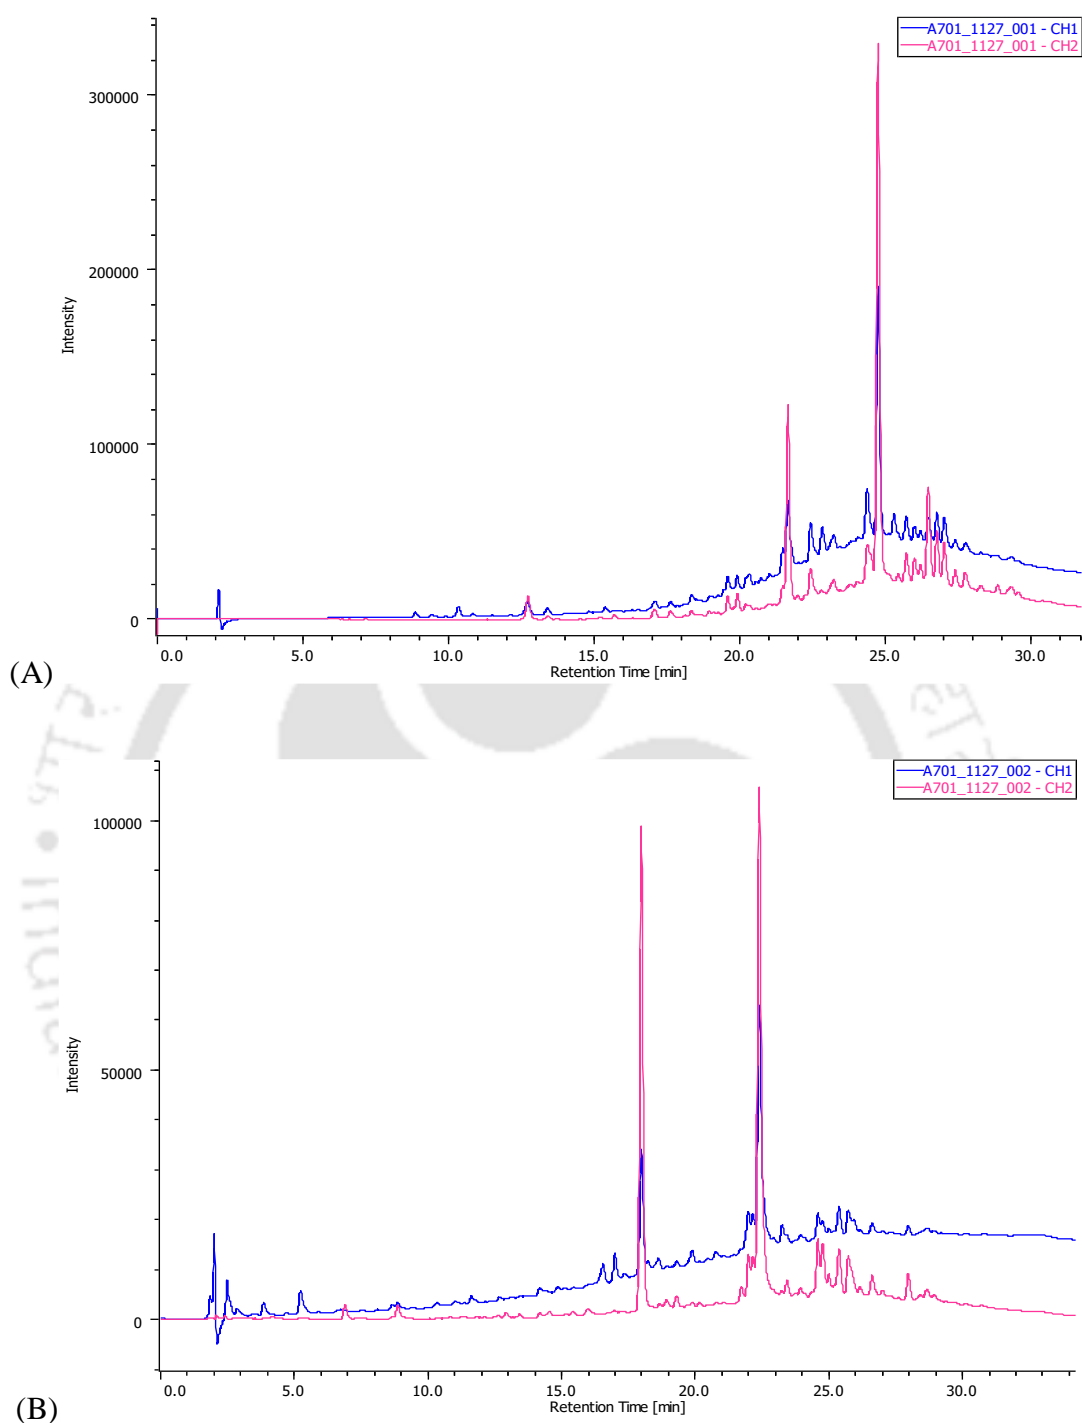 A701_1127_001 - CH1
A701_1127_001 - CH2
300000
200000
100000
0
Intensity
0.0 5.0 10.0 15.0 20.0 25.0 30.0
Retention Time [min]
(A)
A701_1127_002 - CH1
A701_1127_002 - CH2
100000
50000
0
Intensity
0.0 5.0 10.0 15.0 20.0 25.0 30.0
Retention Time [min]
(B)